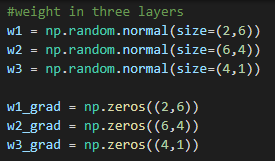 #weight in three layers
w1 = np.random.normal(size=(2,6))
w2 = np.random.normal(size=(6,4))
w3 = np.random.normal(size=(4,1))
w1_grad = np.zeros((2,6))
w2_grad = np.zeros((6,4))
w3_grad = np.zeros((4,1))